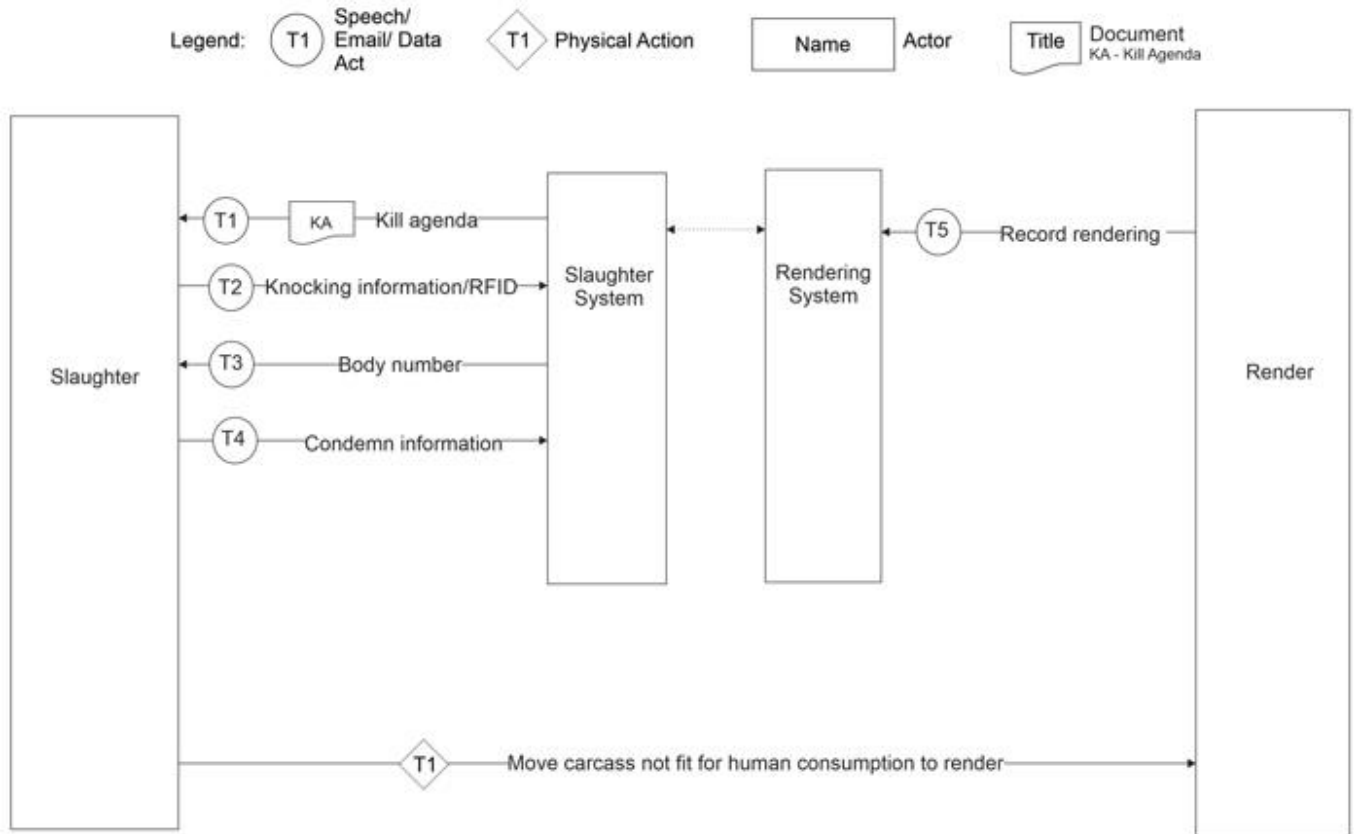 Legend:
T1
Speech/
Email/ Data
Act
T1
Physical Action
Name
Actor
Title
Document
KA - Kill Agenda
Slaughter
T1
KA
Kill agenda
T2
Knocking information/RFID
T3
Body number
T4
Condemn information
Slaughter
System
Rendering
System
T5
Record rendering
Render
T1
Move carcass not fit for human consumption to render